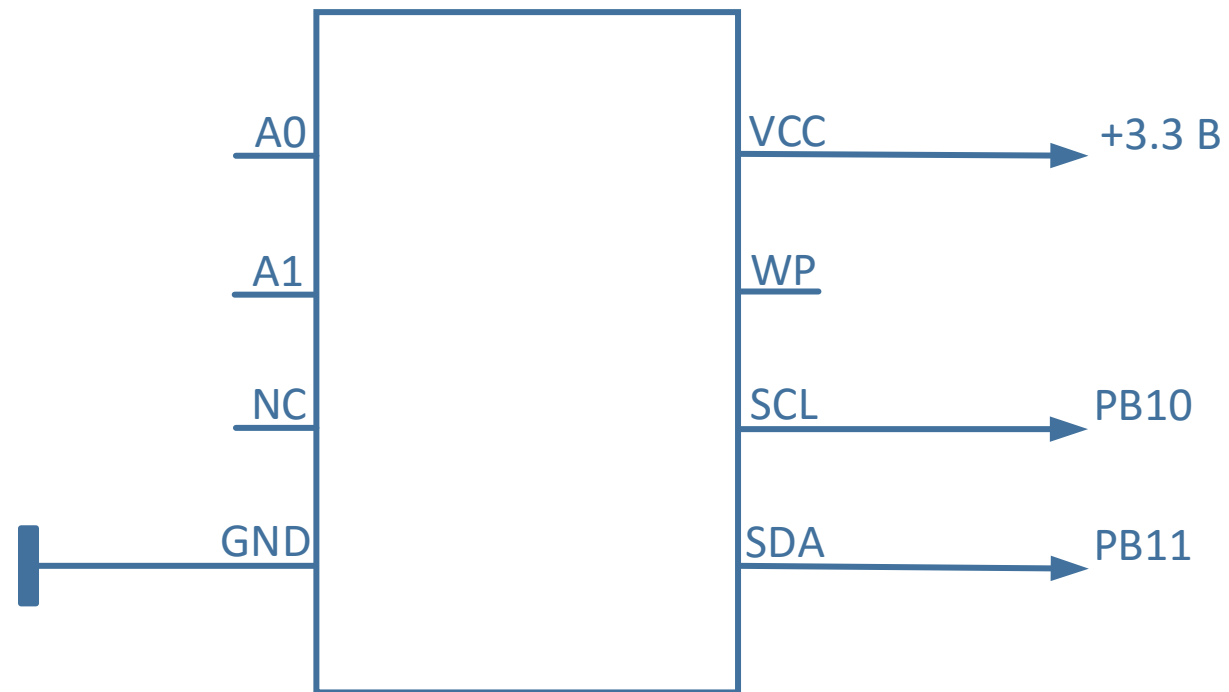 A0
VCC
+3.3 В
A1
WP
NC
SCL
PB10
GND
SDA
PB11